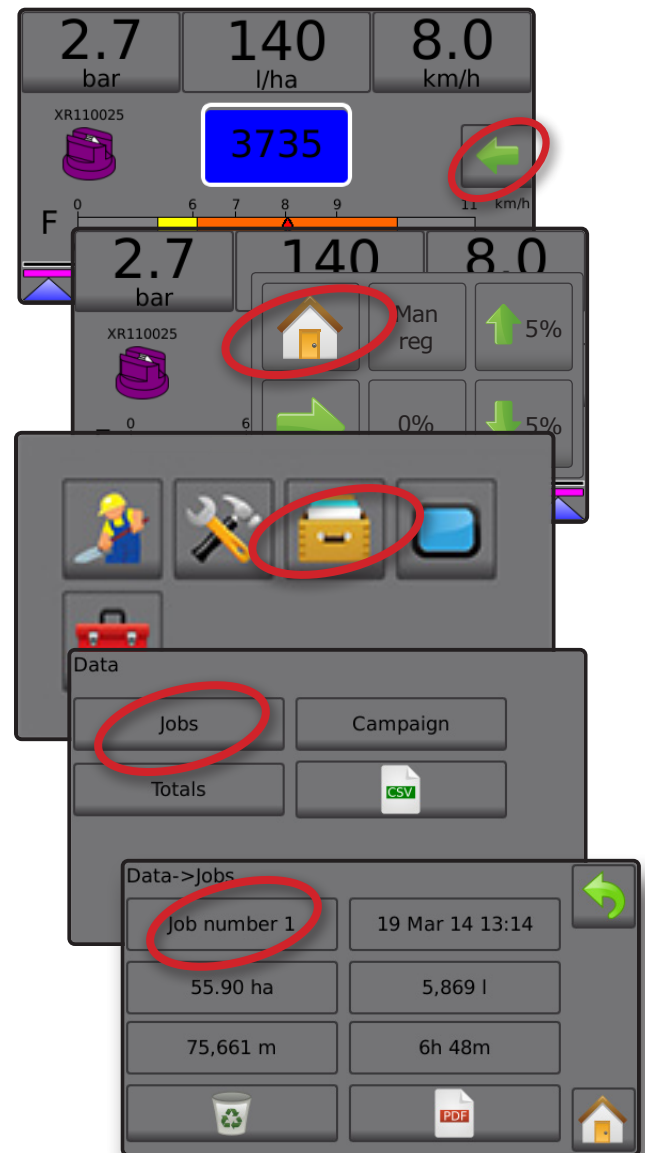 2.7 140 8.0
bar l/ha km/h
XR110025
3735
0 6 7 8 9 11 km/h
F
2.7 140 8.0
bar
XR110025
Man
reg
5%
0 6
0%
5%
Data
Jobs Campaign
Totals CSV
Data->Jobs
Job number 1 19 Mar 14 13:14
55.90 ha 5,869 l
75,661 m 6h 48m
PDF